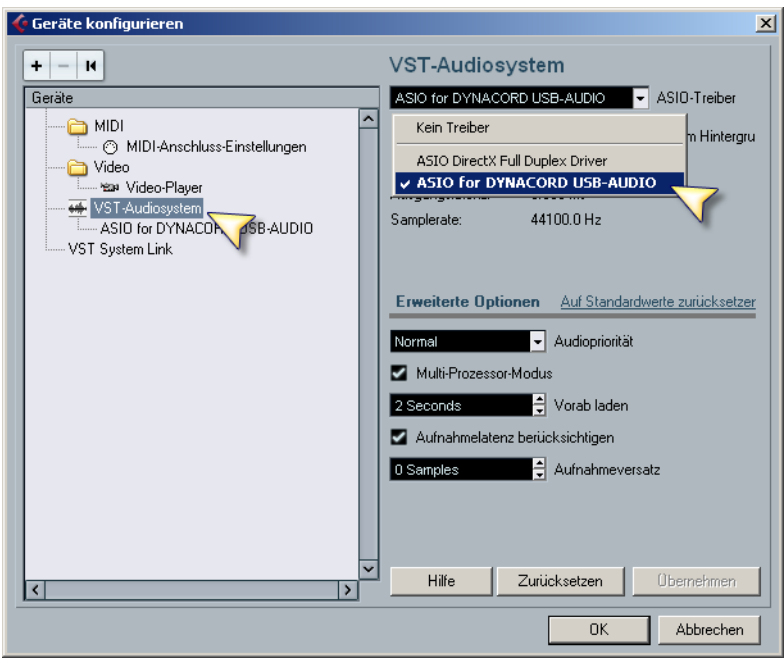 Geräte konfigurieren
Geräte
MIDI
MIDI-Anschluss-Einstellungen
Video
Video-Player
VST-Audiosystem
ASIO for USB-AUDIO
VST System Link
VST-Audiosystem
ASIO for DYNACORD USB-AUDIO ASIO-Treiber
Kein Treiber
m Hintergru
ASIO DirectX Full Duplex Driver
ASIO for DYNACORD USB-AUDIO
Samplerate: 44100.0 Hz
Erweiterte Optionen Auf Standardwerte zurücksetzer
Normal Audiopriorität
Multi-Prozessor-Modus
2 Seconds Vorab laden
Aufnahmelatenz berücksichtigen
0 Samples Aufnahmeversatz
Hilfe Zurücksetzen Übernehmen
OK Abbrechen